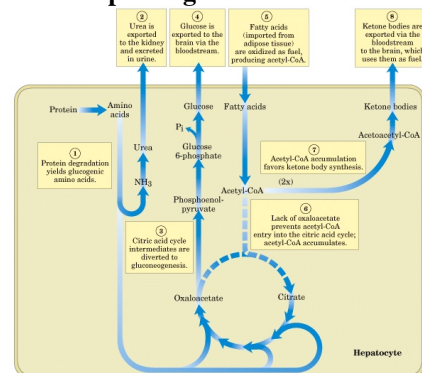 ②
Urea is
exported
to the kidney
and excreted
in urine.
④
Glucose is
exported to the
brain via the
bloodstream.
⑤
Fatty acids
(imported from
adipose tissue)
are oxidized as fuel,
producing acetyl-CoA.
⑧
Ketone bodies
are exported via the
bloodstream
to the brain, which
uses them as fuel.
Protein
Amino
acids
Glucose
Fatty acids
Ketone bodies
Pi
Acetoacetyl-CoA
Urea
Glucose
6-phosphate
①
Protein degradation
yields glucogenic
amino acids.
⑦
Acetyl-CoA accumulation
favors ketone body synthesis.
NH3
Acetyl-CoA
(2x)
Phosphoenol-
pyruvate
⑥
Lack of oxaloacetate
prevents acetyl-CoA
entry into the citric acid cycle;
acetyl-CoA accumulates.
③
Citric acid cycle
intermediates are
diverted to
gluconeogenesis.
Oxaloacetate
Citrate
Hepatocyte